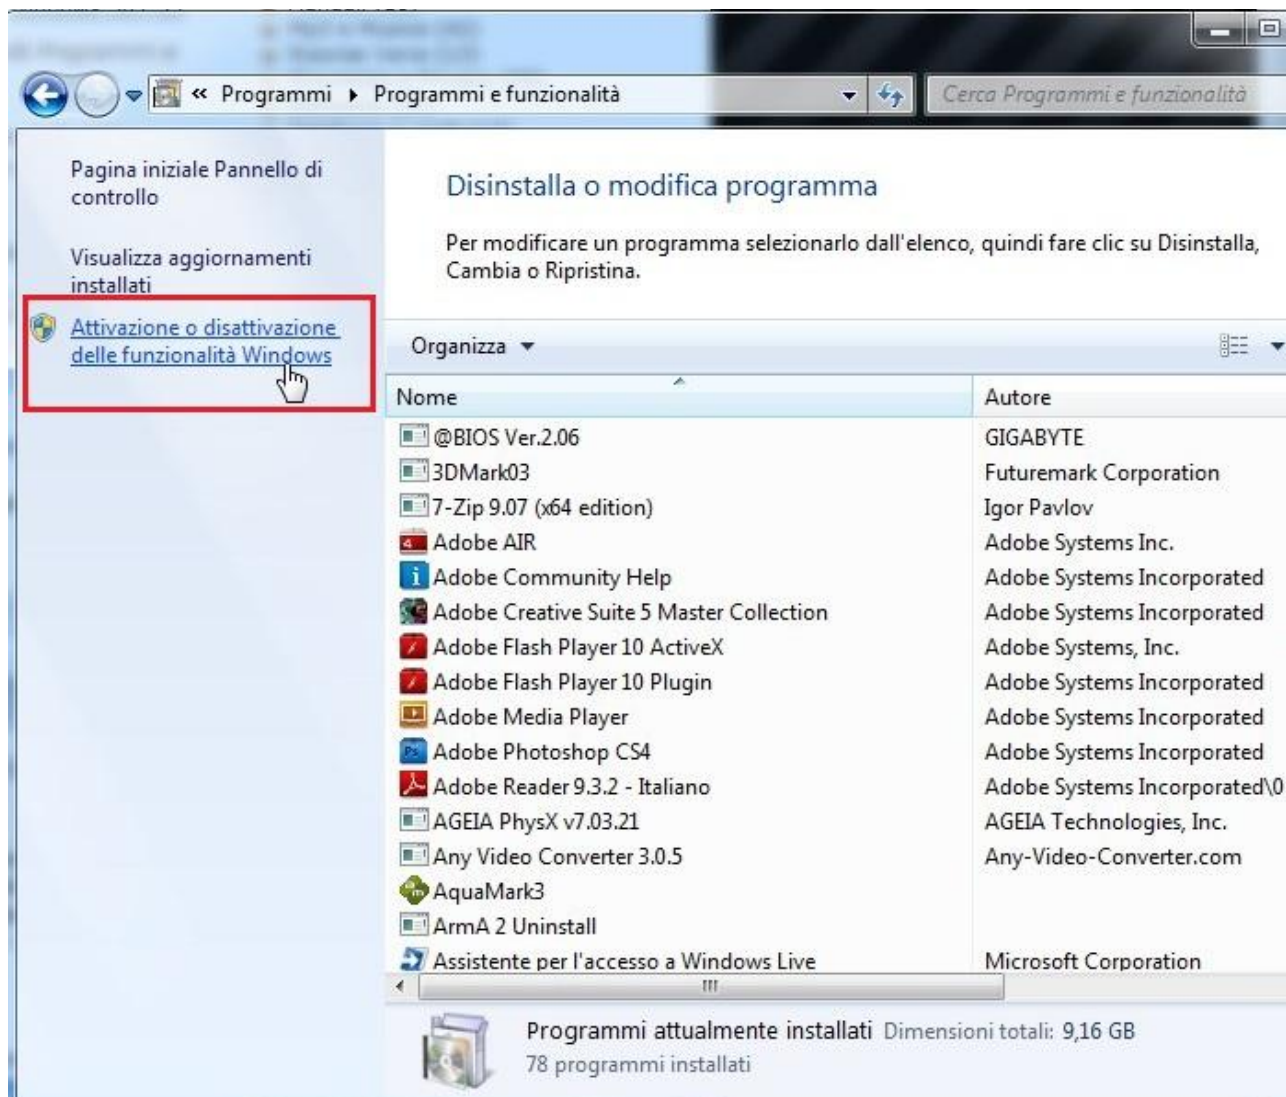 « Programmi ▸ Programmi e funzionalità
Cerca Programmi e funzionalità
Pagina iniziale Pannello di
controllo
Visualizza aggiornamenti
installati
Attivazione o disattivazione
delle funzionalità Windows
Disinstalla o modifica programma
Per modificare un programma selezionarlo dall'elenco, quindi fare clic su Disinstalla,
Cambia o Ripristina.
Organizza
Nome Autore
@BIOS Ver.2.06 GIGABYTE
3DMark03 Futuremark Corporation
7-Zip 9.07 (x64 edition) Igor Pavlov
Adobe AIR Adobe Systems Inc.
Adobe Community Help Adobe Systems Incorporated
Adobe Creative Suite 5 Master Collection Adobe Systems Incorporated
Adobe Flash Player 10 ActiveX Adobe Systems, Inc.
Adobe Flash Player 10 Plugin Adobe Systems Incorporated
Adobe Media Player Adobe Systems Incorporated
Adobe Photoshop CS4 Adobe Systems Incorporated
Adobe Reader 9.3.2 - Italiano Adobe Systems Incorporated\0
AGEIA PhysX v7.03.21 AGEIA Technologies, Inc.
Any Video Converter 3.0.5 Any-Video-Converter.com
AquaMark3
ArmA 2 Uninstall
Assistente per l'accesso a Windows Live Microsoft Corporation
Programmi attualmente installati Dimensioni totali: 9,16 GB
78 programmi installati